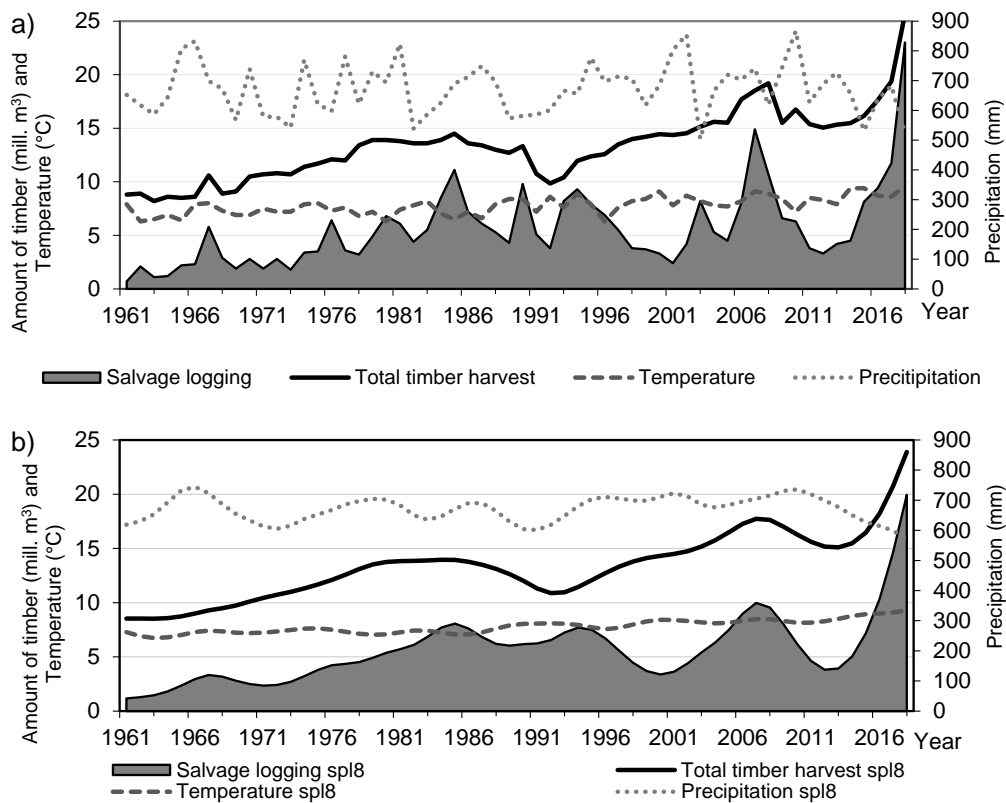 a)
Amount of timber (mill. m³) and
Temperature (°C)
25
20
15
10
5
0
900
800
700
600
500
400
300
200
100
0
Precipitation (mm)
1961 1966 1971 1976 1981 1986 1991 1996 2001 2006 2011 2016 Year
Salvage logging Total timber harvest Temperature Precitipitation
b)
Amount of timber (mill. m³) and
Temperature (°C)
25
20
15
10
5
0
900
800
700
600
500
400
300
200
100
0
Precipitation (mm)
1961 1966 1971 1976 1981 1986 1991 1996 2001 2006 2011 2016 Year
Salvage logging spl8 Total timber harvest spl8
Temperature spl8 Precipitation spl8